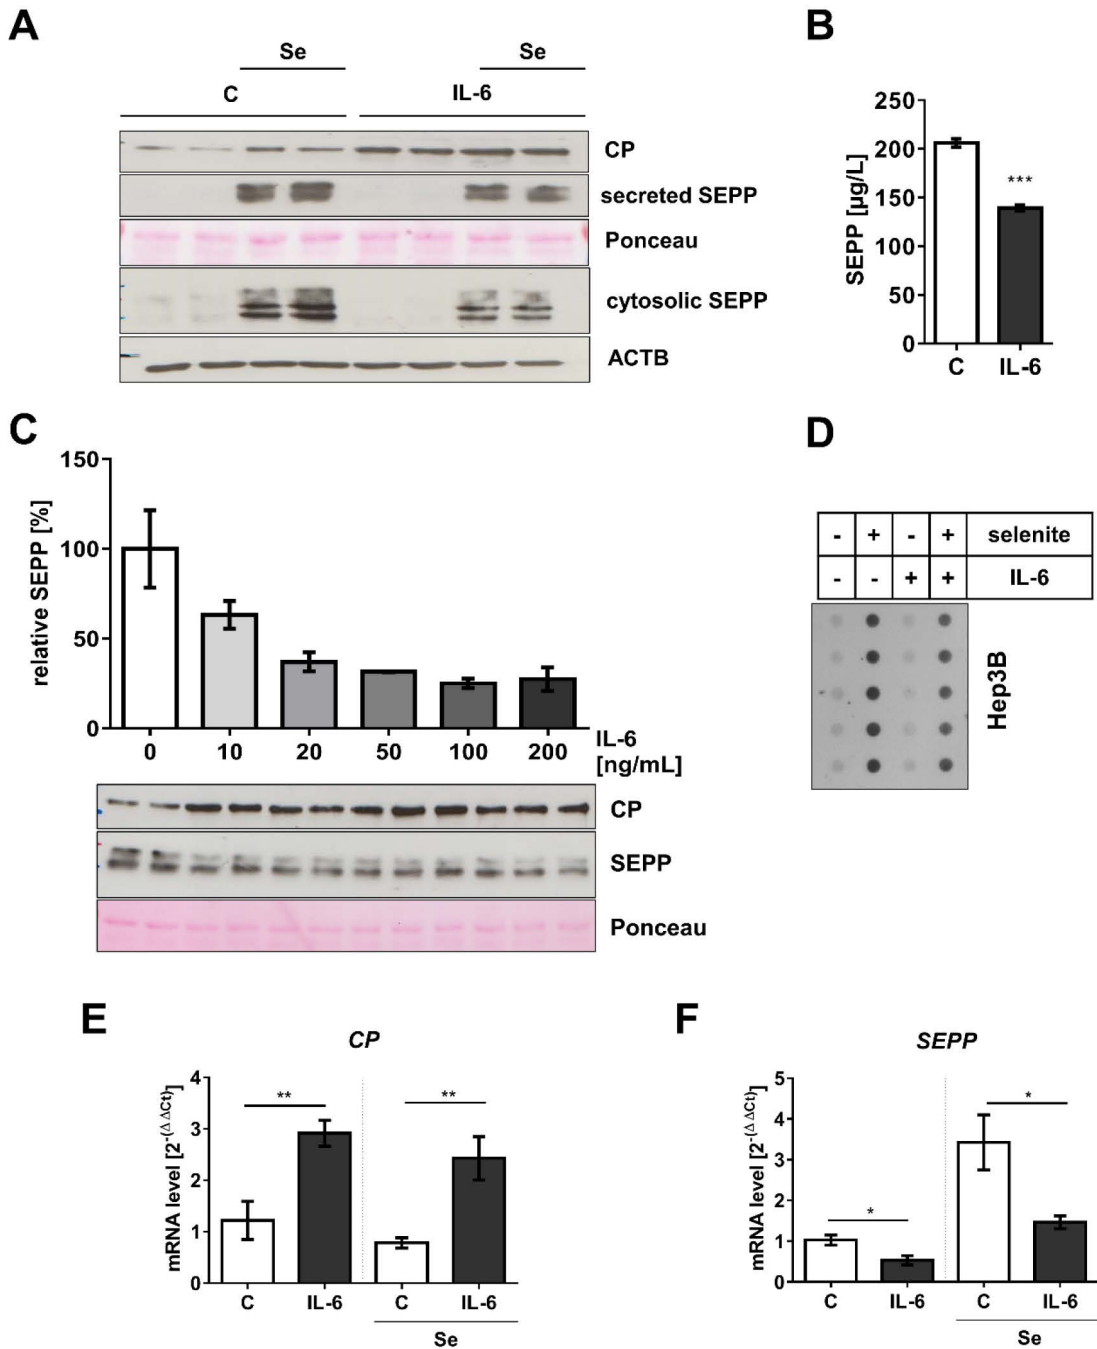 A
Se Se
C IL-6
CP
secreted SEPP
Ponceau
cytosolic SEPP
ACTB
B
SEPP [µg/L]
250
200
150
100
50
0
***
C IL-6
C
relative SEPP [%]
150
100
50
0
0 10 20 50 100 200 IL-6
[ng/mL]
CP
SEPP
Ponceau
D
- + - + selenite
- - + + IL-6
Hep3B
E
CP
mRNA level [2-(Δ ΔCt)]
4
3
2
1
0
** **
C IL-6 C IL-6
Se
F
SEPP
mRNA level [2-(Δ ΔCt)]
5
4
3
2
1
0
* *
C IL-6 C IL-6
Se